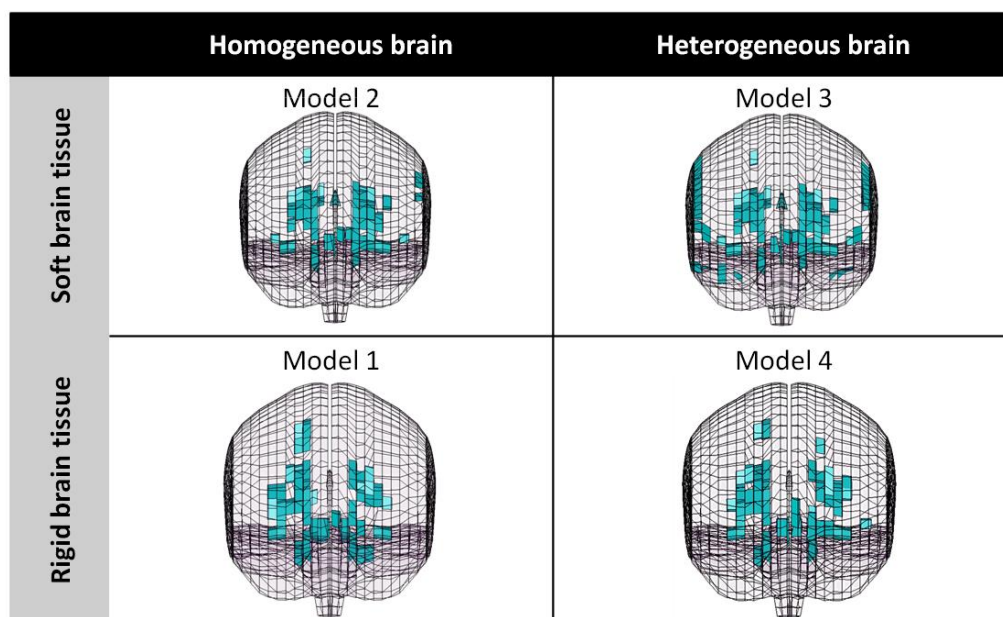 Homogeneous brain
Heterogeneous brain
Soft brain tissue
Model 2
Model 3
Rigid brain tissue
Model 1
Model 4